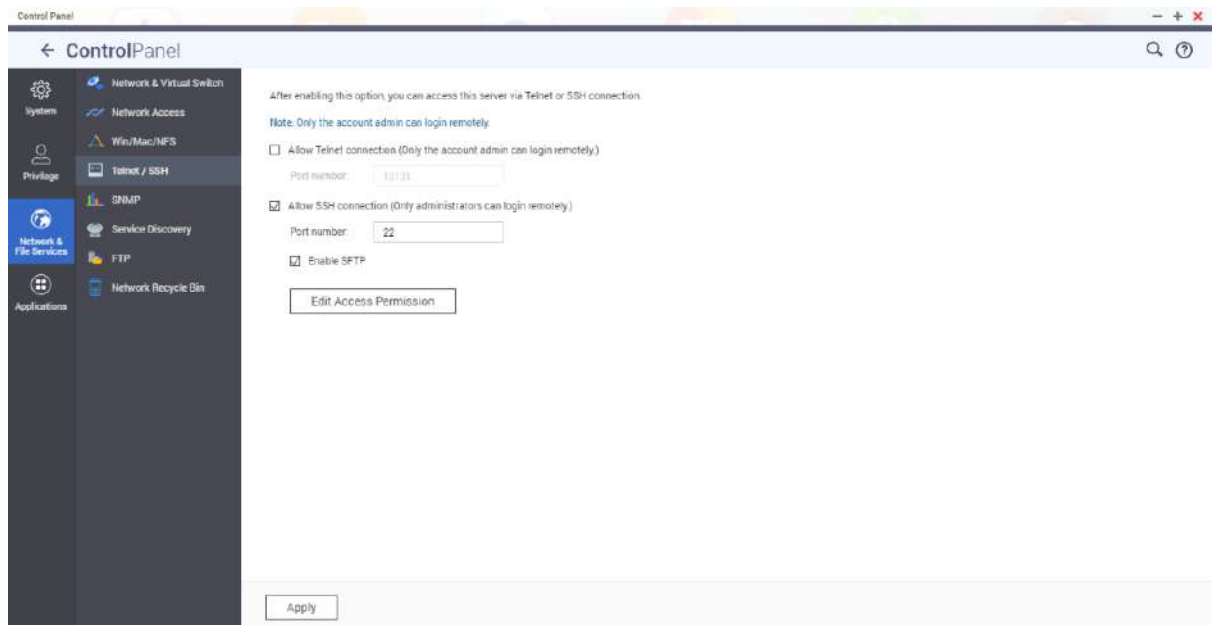 Control Panel
ControlPanel
System
Privilege
Network &
File Services
Applications
Network & Virtual Switch
Network Access
Win/Mac/NFS
Telnet / SSH
SNMP
Service Discovery
FTP
Network Recycle Bin
After enabling this option, you can access this server via Telnet or SSH connection.
Note: Only the account admin can login remotely.
Allow Telnet connection (Only the account admin can login remotely.)
Port number: 13131
Allow SSH connection (Only administrators can login remotely.)
Port number: 22
Enable SFTP
Edit Access Permission
Apply